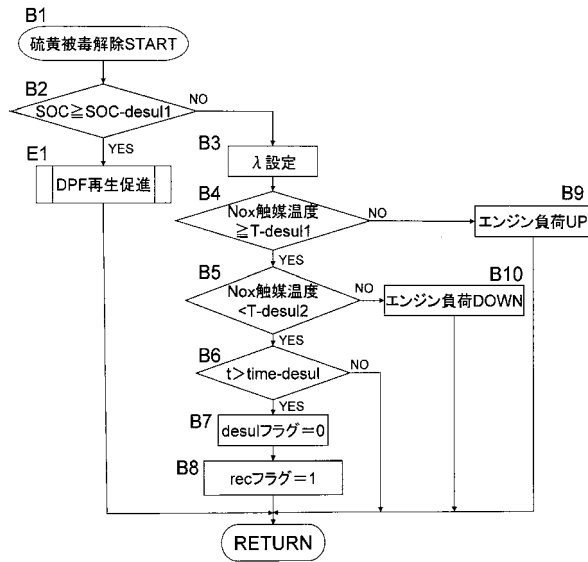 B1
硫黄被毒解除START
B2
SOC≧SOC-desul1
NO
YES
E1
DPF再生促進
B3
λ設定
B4
Nox触媒温度
≧T-desul1
NO
YES
B9
エンジン負荷UP
B5
Nox触媒温度
<T-desul2
NO
YES
B10
エンジン負荷DOWN
B6
t>time-desul
NO
YES
B7
desulフラグ=0
B8
recフラグ=1
RETURN